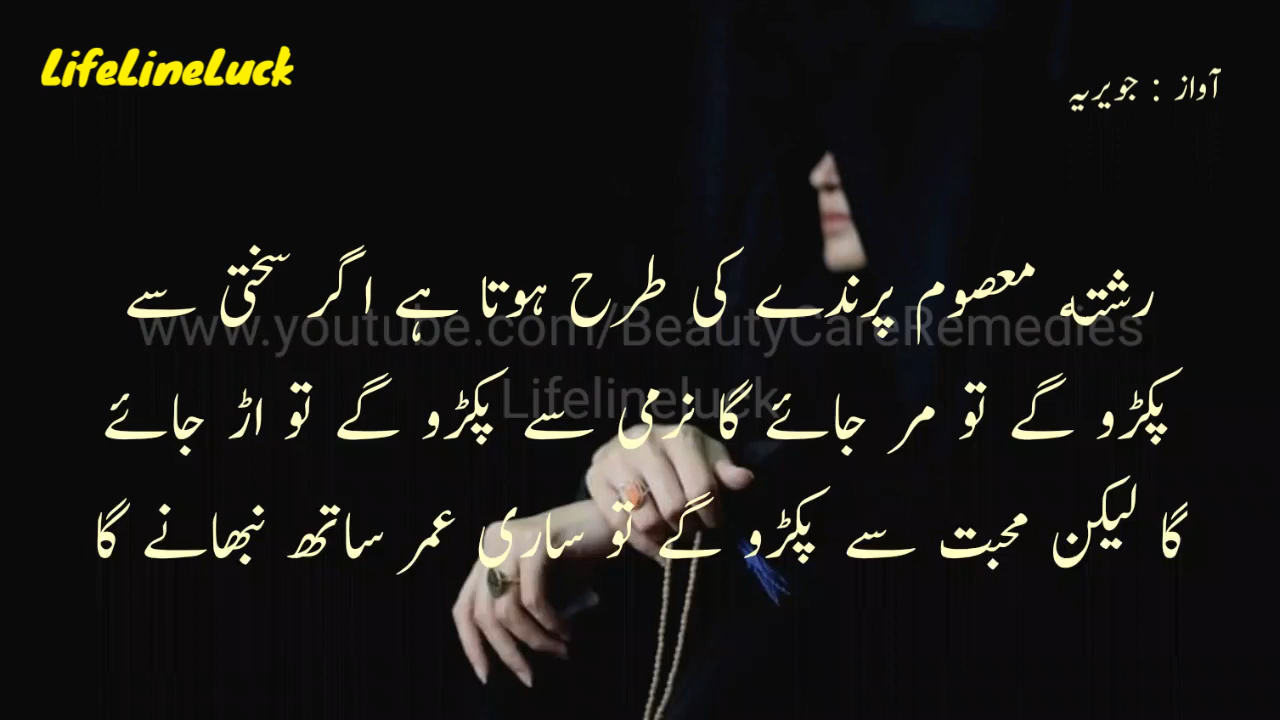 LifeLineLuck
آواز : جویریہ
رشتہ معصوم پرندے کی طرح ہوتا ہے اگر سختی سے
www.youtube.com/BeautyCareRemedies
پکڑو گے تو مر جائے گا نرمی سے پکڑو گے تو اڑ جائے
Lifelineluck
گا لیکن محبت سے پکڑو گے تو ساری عمر ساتھ نبھانے گا